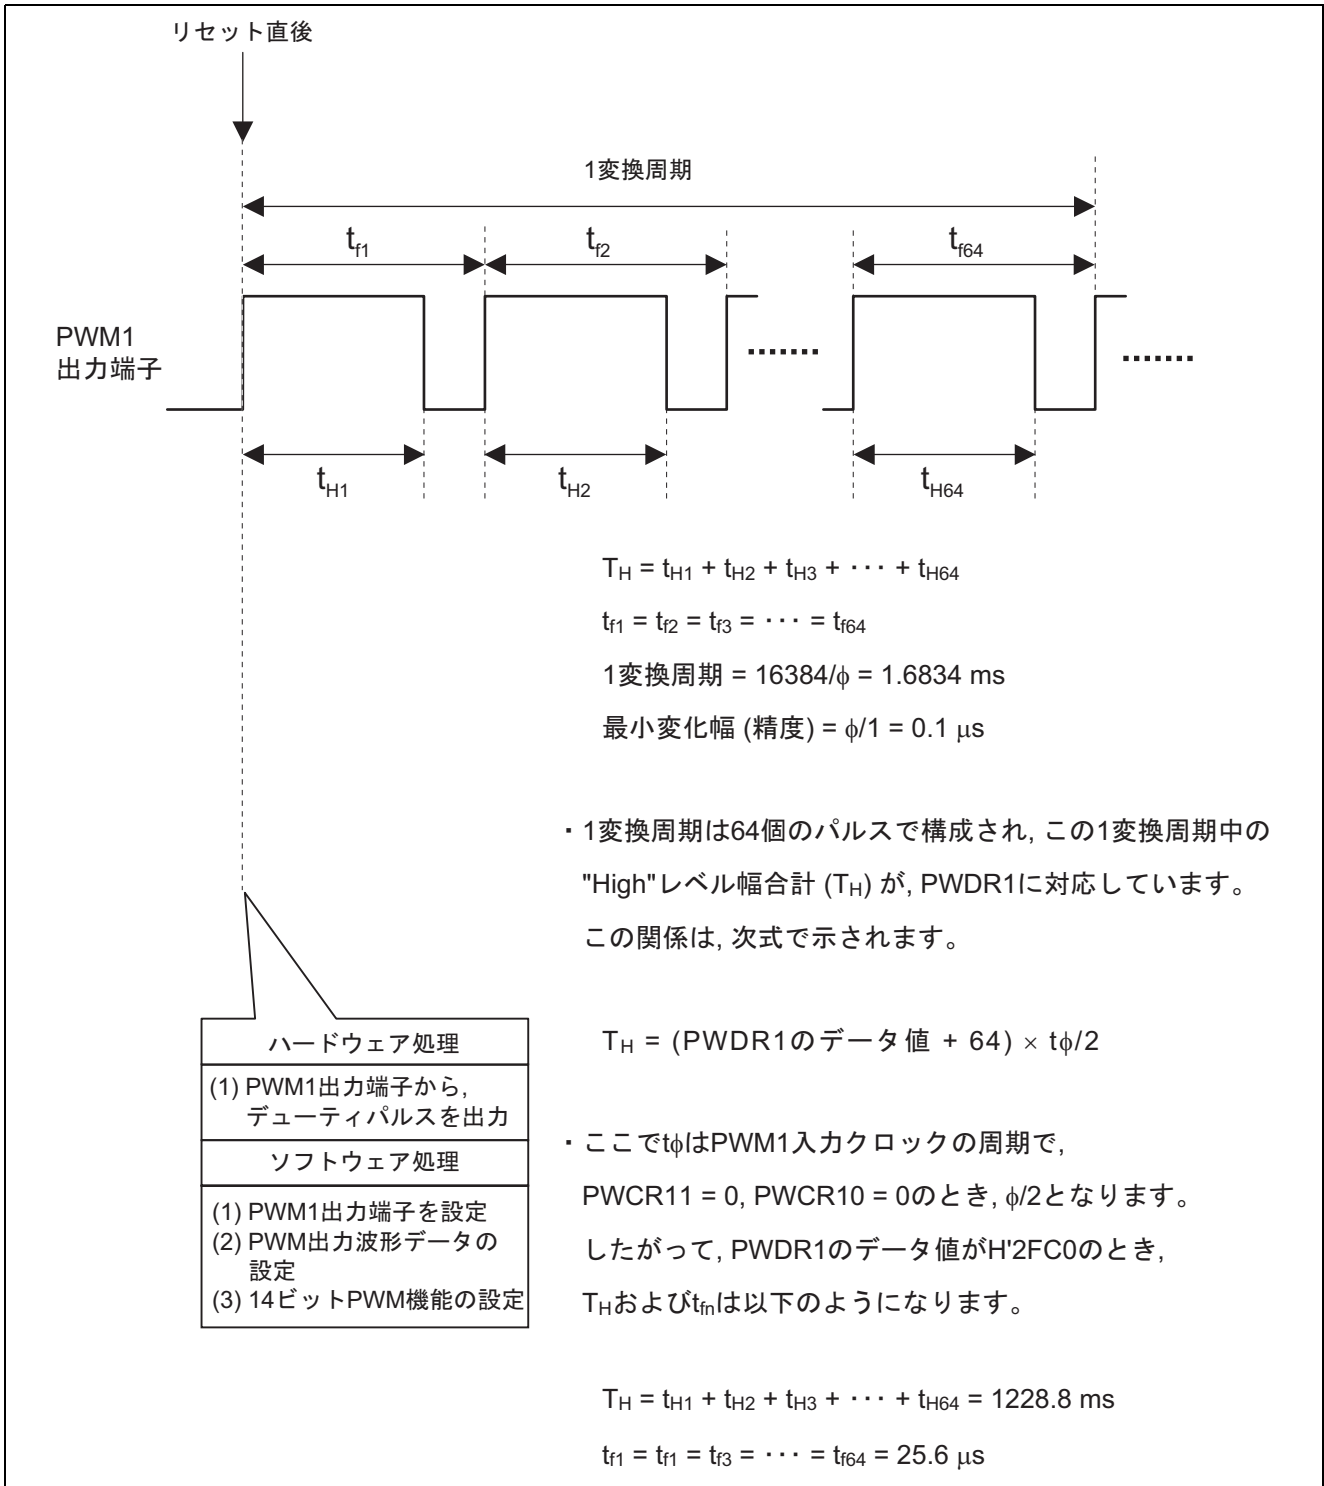 リセット直後
1変換周期
tf1
tf2
tf64
PWM1
出力端子
........
........
tH1
tH2
tH64
TH = tH1 + tH2 + tH3 + ･･･ + tH64
tf1 = tf2 = tf3 = ･･･ = tf64
1変換周期 = 16384/φ = 1.6834 ms
最小変化幅 (精度) = φ/1 = 0.1 μs
・1変換周期は64個のパルスで構成され, この1変換周期中の
"High"レベル幅合計 (TH) が, PWDR1に対応しています。
この関係は, 次式で示されます。
TH = (PWDR1のデータ値 + 64) × tφ/2
・ここでtφはPWM1入力クロックの周期で,
PWCR11 = 0, PWCR10 = 0のとき, φ/2となります。
したがって, PWDR1のデータ値がH'2FC0のとき,
THおよびtfnは以下のようになります。
TH = tH1 + tH2 + tH3 + ･･･ + tH64 = 1228.8 ms
tf1 = tf1 = tf3 = ･･･ = tf64 = 25.6 μs
ハードウェア処理
(1) PWM1出力端子から,
デューティパルスを出力
ソフトウェア処理
(1) PWM1出力端子を設定
(2) PWM出力波形データの
設定
(3) 14ビットPWM機能の設定